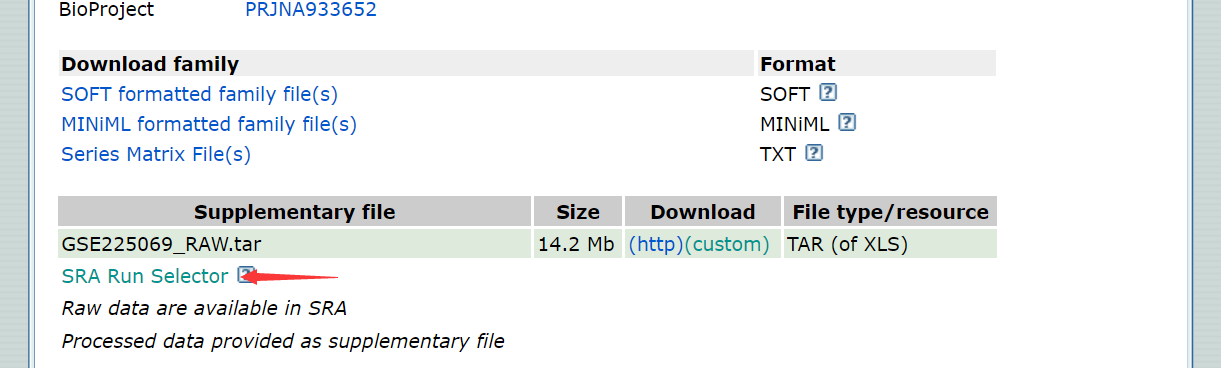 BioProject PRJNA933652
Download family Format
SOFT formatted family file(s) SOFT ?
MINiML formatted family file(s) MINiML ?
Series Matrix File(s) TXT ?
Supplementary file Size Download File type/resource
GSE225069_RAW.tar 14.2 Mb (http)(custom) TAR (of XLS)
SRA Run Selector ?
Raw data are available in SRA
Processed data provided as supplementary file